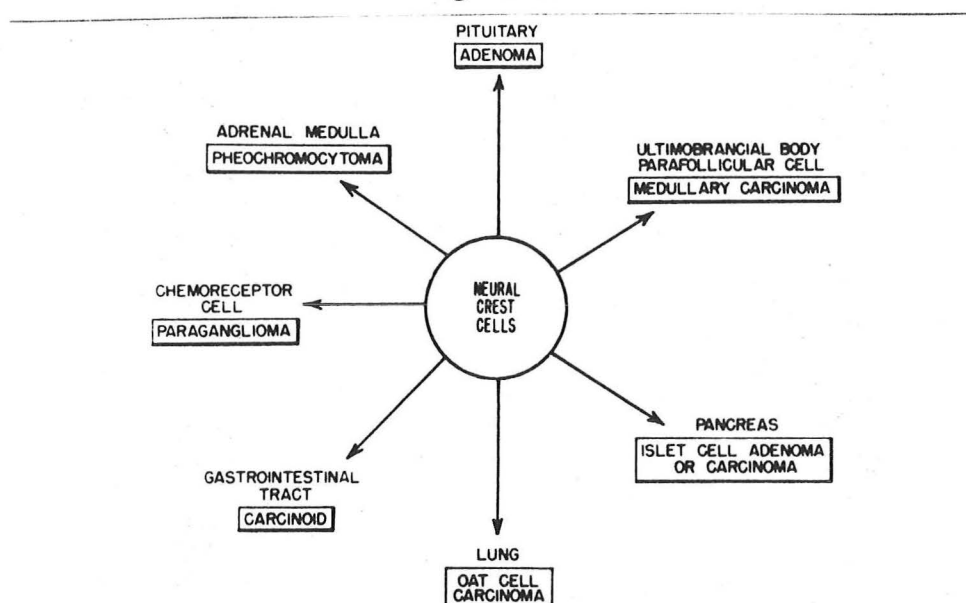 PITUITARY
ADENOMA
ADRENAL MEDULLA
PHEOCHROMOCYTOMA
ULTIMOBRANCIAL BODY
PARAFOLLICULAR CELL
MEDULLARY CARCINOMA
CHEMORECEPTOR
CELL
PARAGANGLIOMA
NEURAL
CREST
CELLS
PANCREAS
ISLET CELL ADENOMA
OR CARCINOMA
GASTROINTESTINAL
TRACT
CARCINOID
LUNG
OAT CELL
CARCINOMA